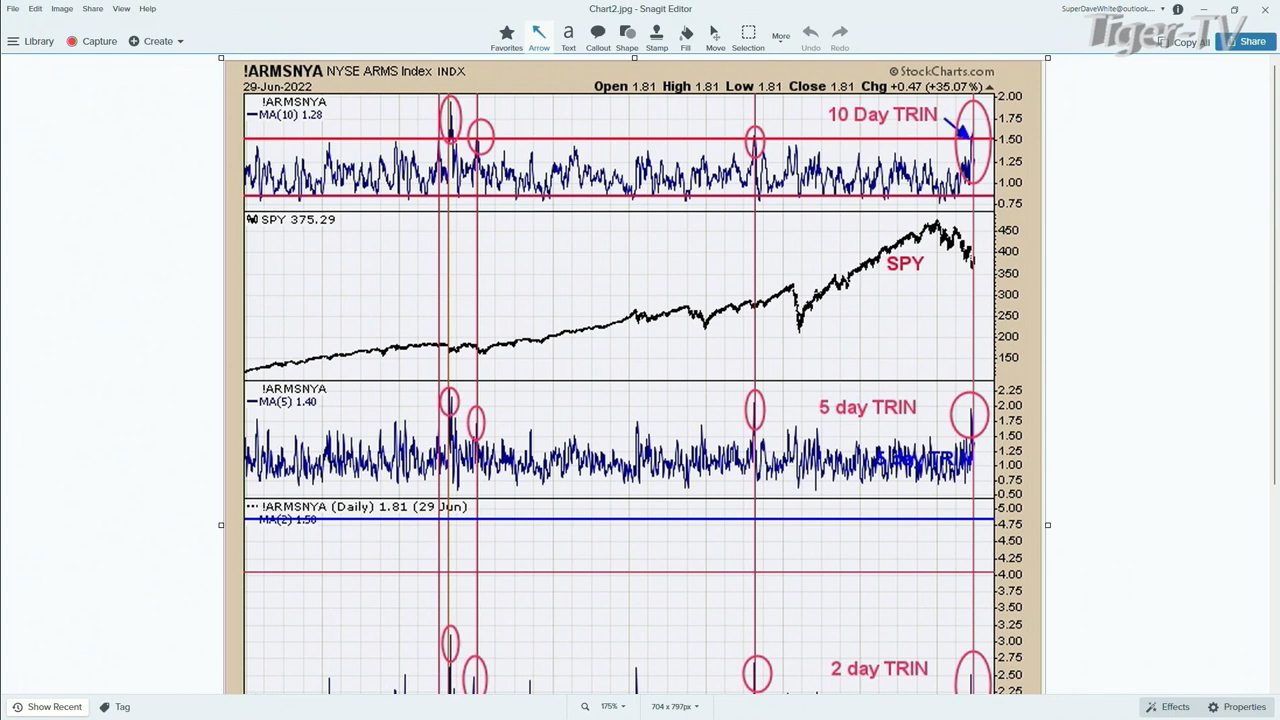 File Edit Image Share View Help
Chart2.jpg - Snagit Editor
SuperDaveWhite@outlook....
Tiger-TV
Library Capture Create
Favorites Arrow Text Callout Shape Stamp Fill Move Selection More Undo Redo
Copy All Share
!ARMSNYA NYSE ARMS Index INDX
© StockCharts.com
29-Jun-2022
Open 1.81 High 1.81 Low 1.81 Close 1.81 Chg +0.47 (+35.07%)
!ARMSNYA
MA(10) 1.28
10 Day TRIN
2.00
1.75
1.50
1.25
1.00
0.75
SPY 375.29
SPY
450
400
350
300
250
200
150
!ARMSNYA
MA(5) 1.40
5 day TRIN
5 day TRIN
2.25
2.00
1.75
1.50
1.25
1.00
0.75
0.50
!ARMSNYA (Daily) 1.81 (29 Jun)
MA(2) 1.58
5.00
4.75
4.50
4.25
4.00
3.75
3.50
3.25
3.00
2.75
2.50
2.25
2 day TRIN
Show Recent Tag
175% 704 x 797px
Effects Properties